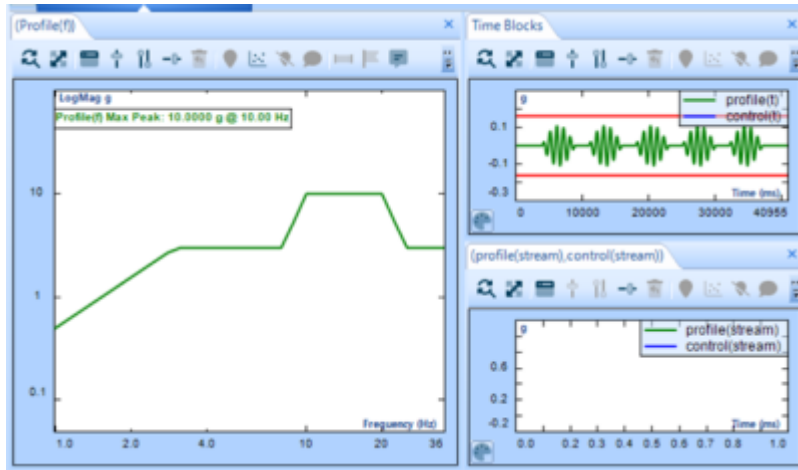 (Profile(f))
LogMag g
Profile(f) Max Peak: 10.0000 g @ 10.00 Hz
10
1
0.1
Frequency (Hz)
1.0 2.0 4.0 10 20 36
Time Blocks
g
profile(t)
control(t)
0.1
-0.1
-0.3
Time (ms)
0 10000 20000 30000 40955
(profile(stream),control(stream))
g
profile(stream)
control(stream)
0.6
0.2
-0.2
Time (ms)
0.0 0.2 0.3 0.4 0.5 0.6 0.7 0.8 1.0